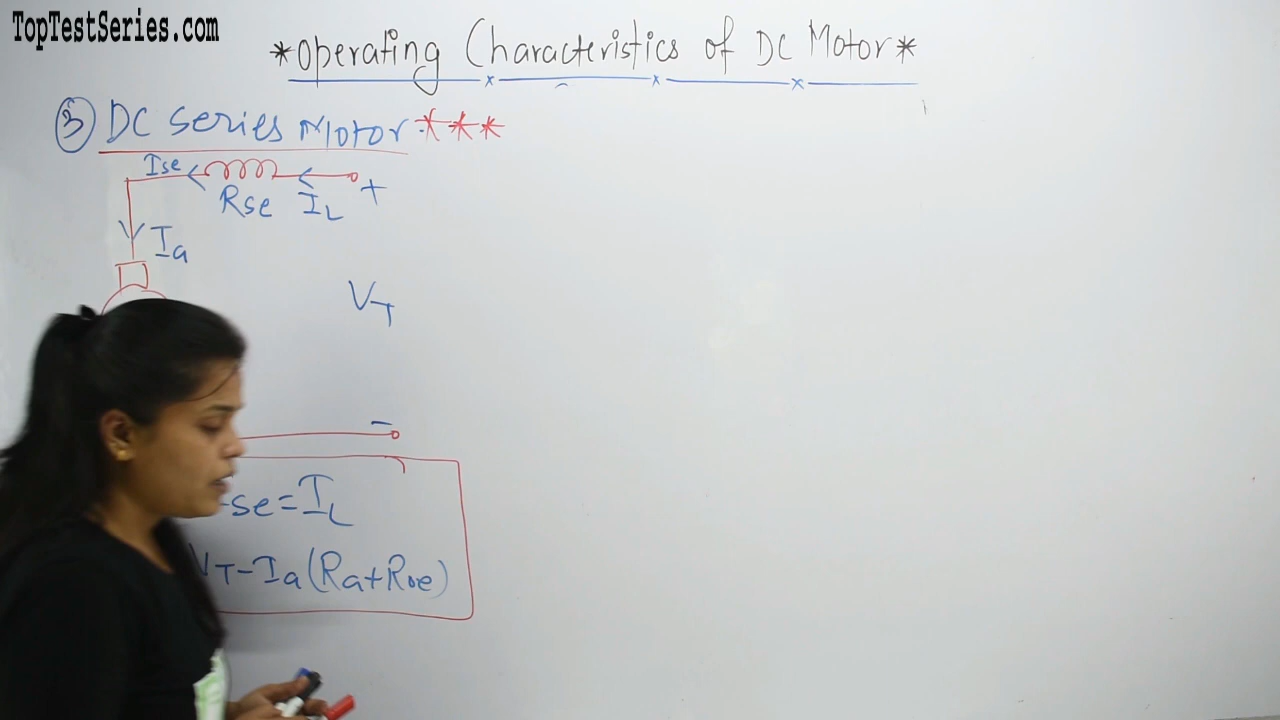 TopTestSeries.com
*Operating Characteristics of DC Motor*
3 DC Series Motor ***
Ise
+
Rse IL
Ia
VT
-
se=IL
VT-Ia(Ra+Rse)